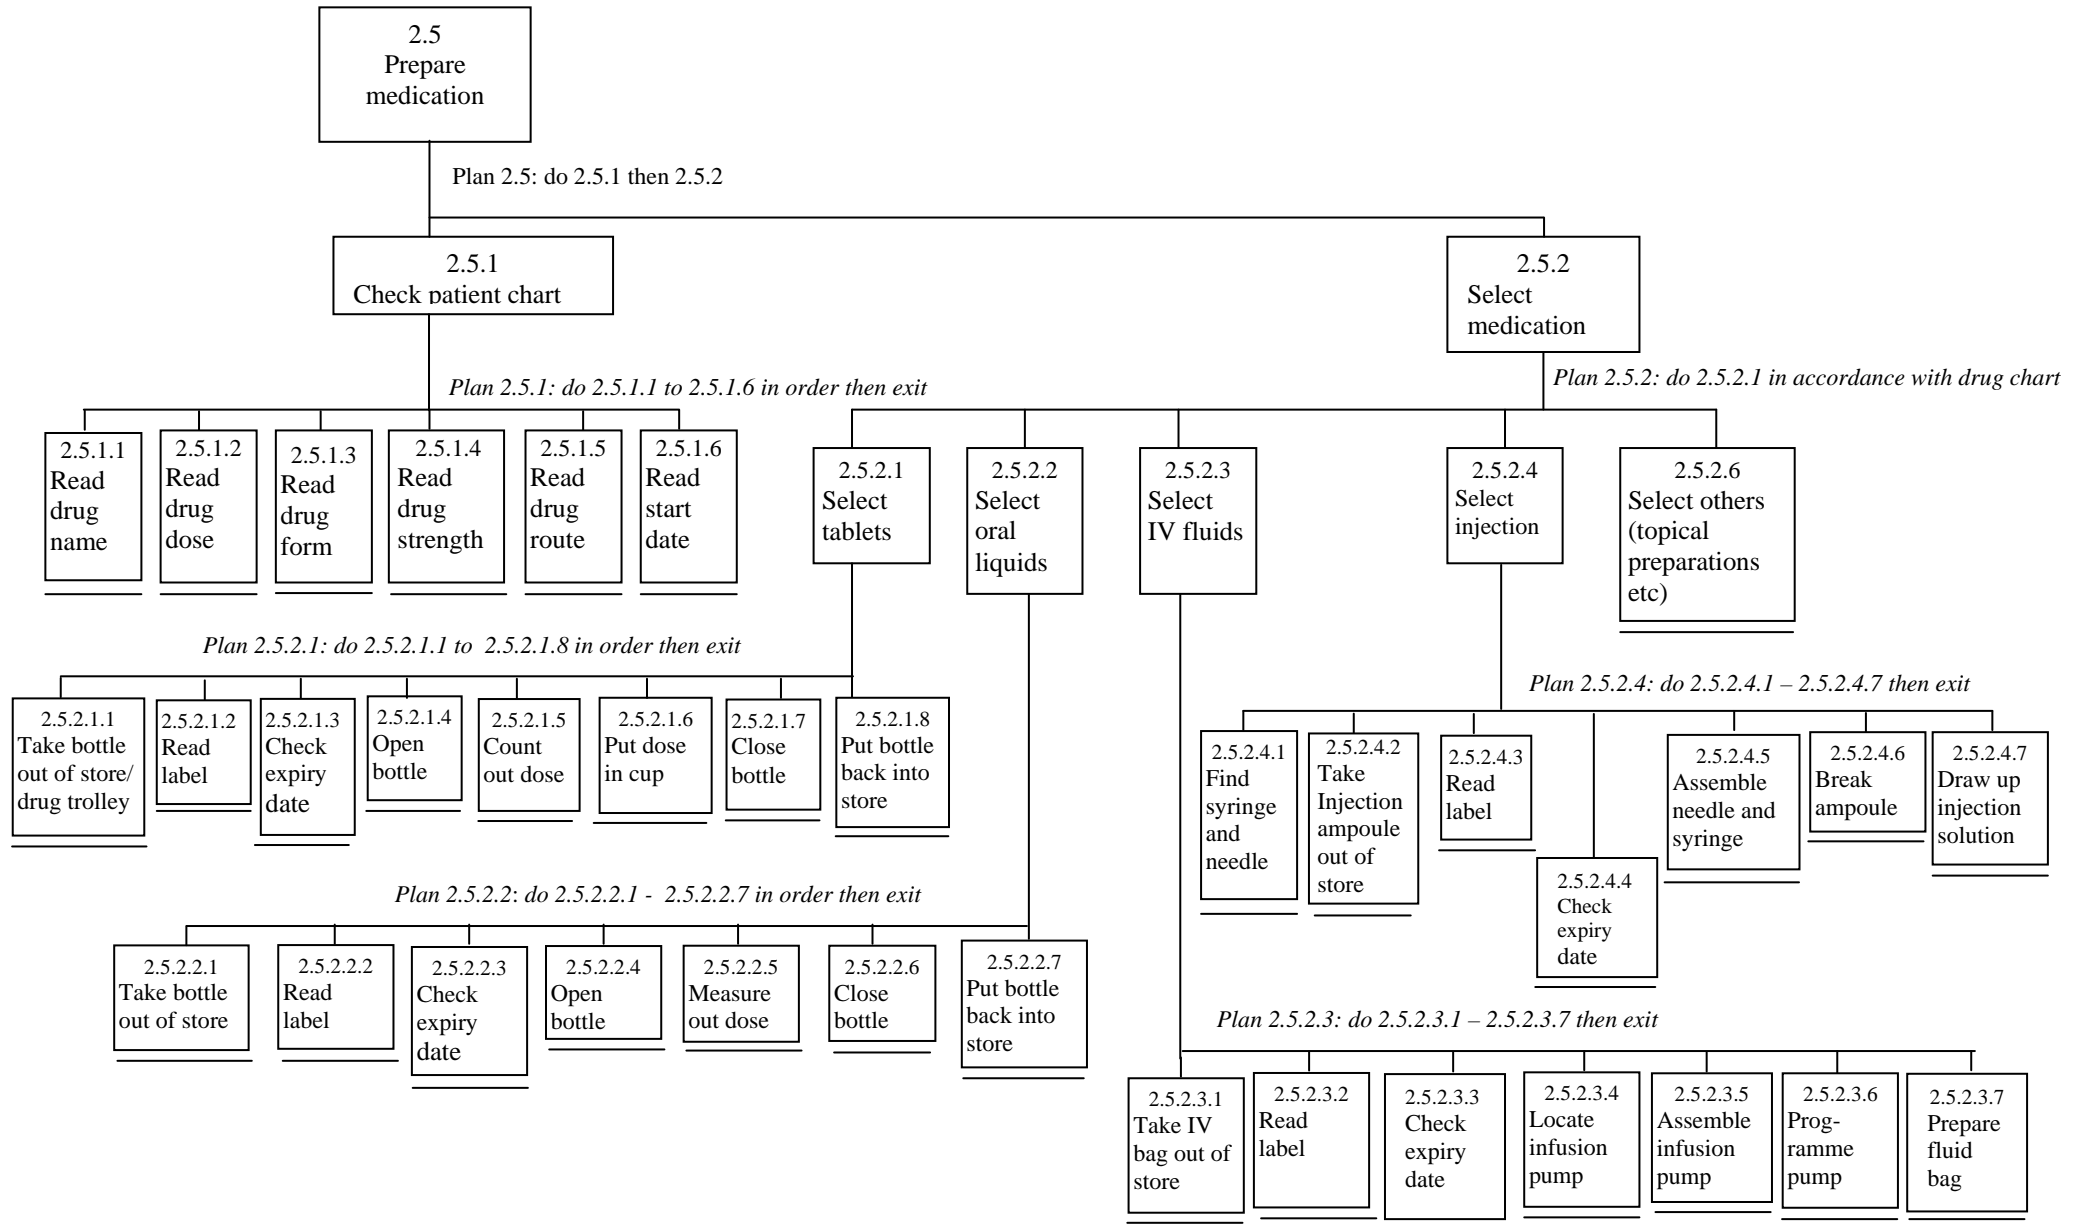 2.5
Prepare
medication
Plan 2.5: do 2.5.1 then 2.5.2
2.5.1
Check patient chart
2.5.2
Select
medication
Plan 2.5.1: do 2.5.1.1 to 2.5.1.6 in order then exit
Plan 2.5.2: do 2.5.2.1 in accordance with drug chart
2.5.1.1
Read
drug
name
2.5.1.2
Read
drug
dose
2.5.1.3
Read
drug
form
2.5.1.4
Read
drug
strength
2.5.1.5
Read
drug
route
2.5.1.6
Read
start
date
2.5.2.1
Select
tablets
2.5.2.2
Select
oral
liquids
2.5.2.3
Select
IV fluids
2.5.2.4
Select
injection
2.5.2.6
Select others
(topical
preparations
etc)
Plan 2.5.2.1: do 2.5.2.1.1 to 2.5.2.1.8 in order then exit
2.5.2.1.1
Take bottle
out of store/
drug trolley
2.5.2.1.2
Read
label
2.5.2.1.3
Check
expiry
date
2.5.2.1.4
Open
bottle
2.5.2.1.5
Count
out dose
2.5.2.1.6
Put dose
in cup
2.5.2.1.7
Close
bottle
2.5.2.1.8
Put bottle
back into
store
Plan 2.5.2.4: do 2.5.2.4.1 – 2.5.2.4.7 then exit
2.5.2.4.1
Find
syringe
and
needle
2.5.2.4.2
Take
Injection
ampoule
out of
store
2.5.2.4.3
Read
label
2.5.2.4.4
Check
expiry
date
2.5.2.4.5
Assemble
needle and
syringe
2.5.2.4.6
Break
ampoule
2.5.2.4.7
Draw up
injection
solution
Plan 2.5.2.2: do 2.5.2.2.1 - 2.5.2.2.7 in order then exit
2.5.2.2.1
Take bottle
out of store
2.5.2.2.2
Read
label
2.5.2.2.3
Check
expiry
date
2.5.2.2.4
Open
bottle
2.5.2.2.5
Measure
out dose
2.5.2.2.6
Close
bottle
2.5.2.2.7
Put bottle
back into
store
Plan 2.5.2.3: do 2.5.2.3.1 – 2.5.2.3.7 then exit
2.5.2.3.1
Take IV
bag out of
store
2.5.2.3.2
Read
label
2.5.2.3.3
Check
expiry
date
2.5.2.3.4
Locate
infusion
pump
2.5.2.3.5
Assemble
infusion
pump
2.5.2.3.6
Prog-
ramme
pump
2.5.2.3.7
Prepare
fluid
bag